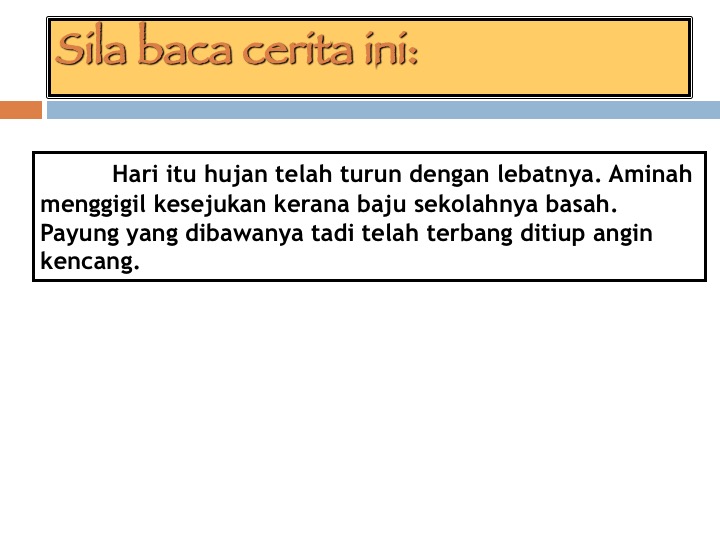 Sila baca cerita ini:
Hari itu hujan telah turun dengan lebatnya. Aminah
menggigil kesejukan kerana baju sekolahnya basah.
Payung yang dibawanya tadi telah terbang ditiup angin
kencang.